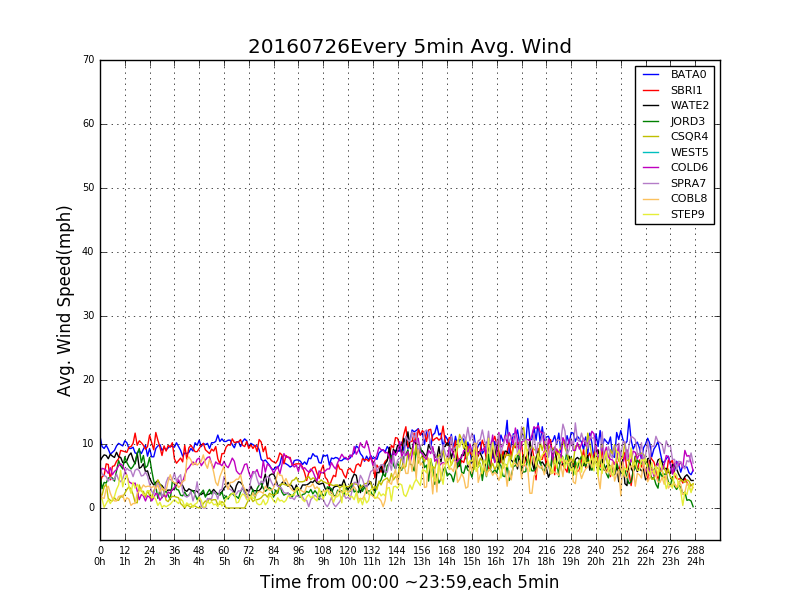 20160726Every 5min Avg. Wind
70
60
50
40
30
20
10
0
Avg. Wind Speed(mph)
BATA0
SBRI1
WATE2
JORD3
CSQR4
WEST5
COLD6
SPRA7
COBL8
STEP9
0 12 24 36 48 60 72 84 96 108 120 132 144 156 168 180 192 204 216 228 240 252 264 276 288
0h 1h 2h 3h 4h 5h 6h 7h 8h 9h 10h 11h 12h 13h 14h 15h 16h 17h 18h 19h 20h 21h 22h 23h 24h
Time from 00:00 ~23:59,each 5min